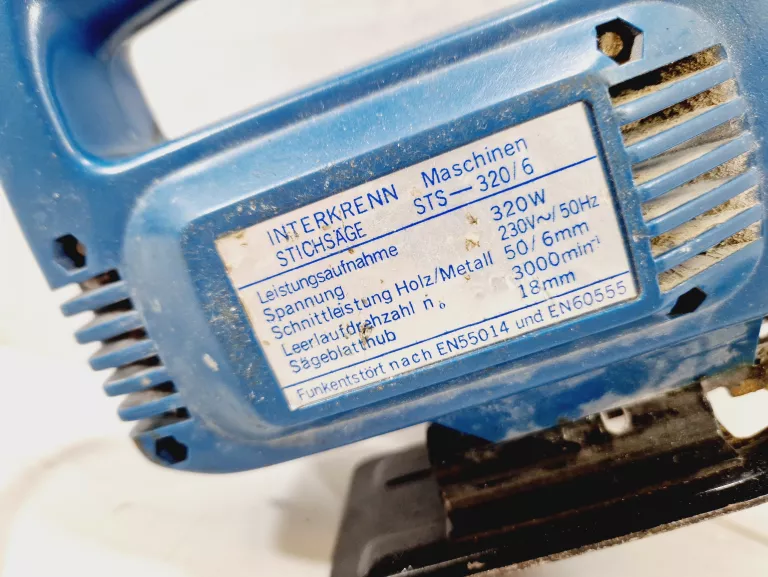 INTERKRENN Maschinen
STICHSÄGE STS—320/6
Leistungsaufnahme 320W
Spannung 230V~/50Hz
Schnittleistung Holz/Metall 50/6mm
Leerlaufdrehzahl n₀ 3000min⁻¹
Sägeblatthub 18mm
Funkentstört nach EN55014 und EN60555